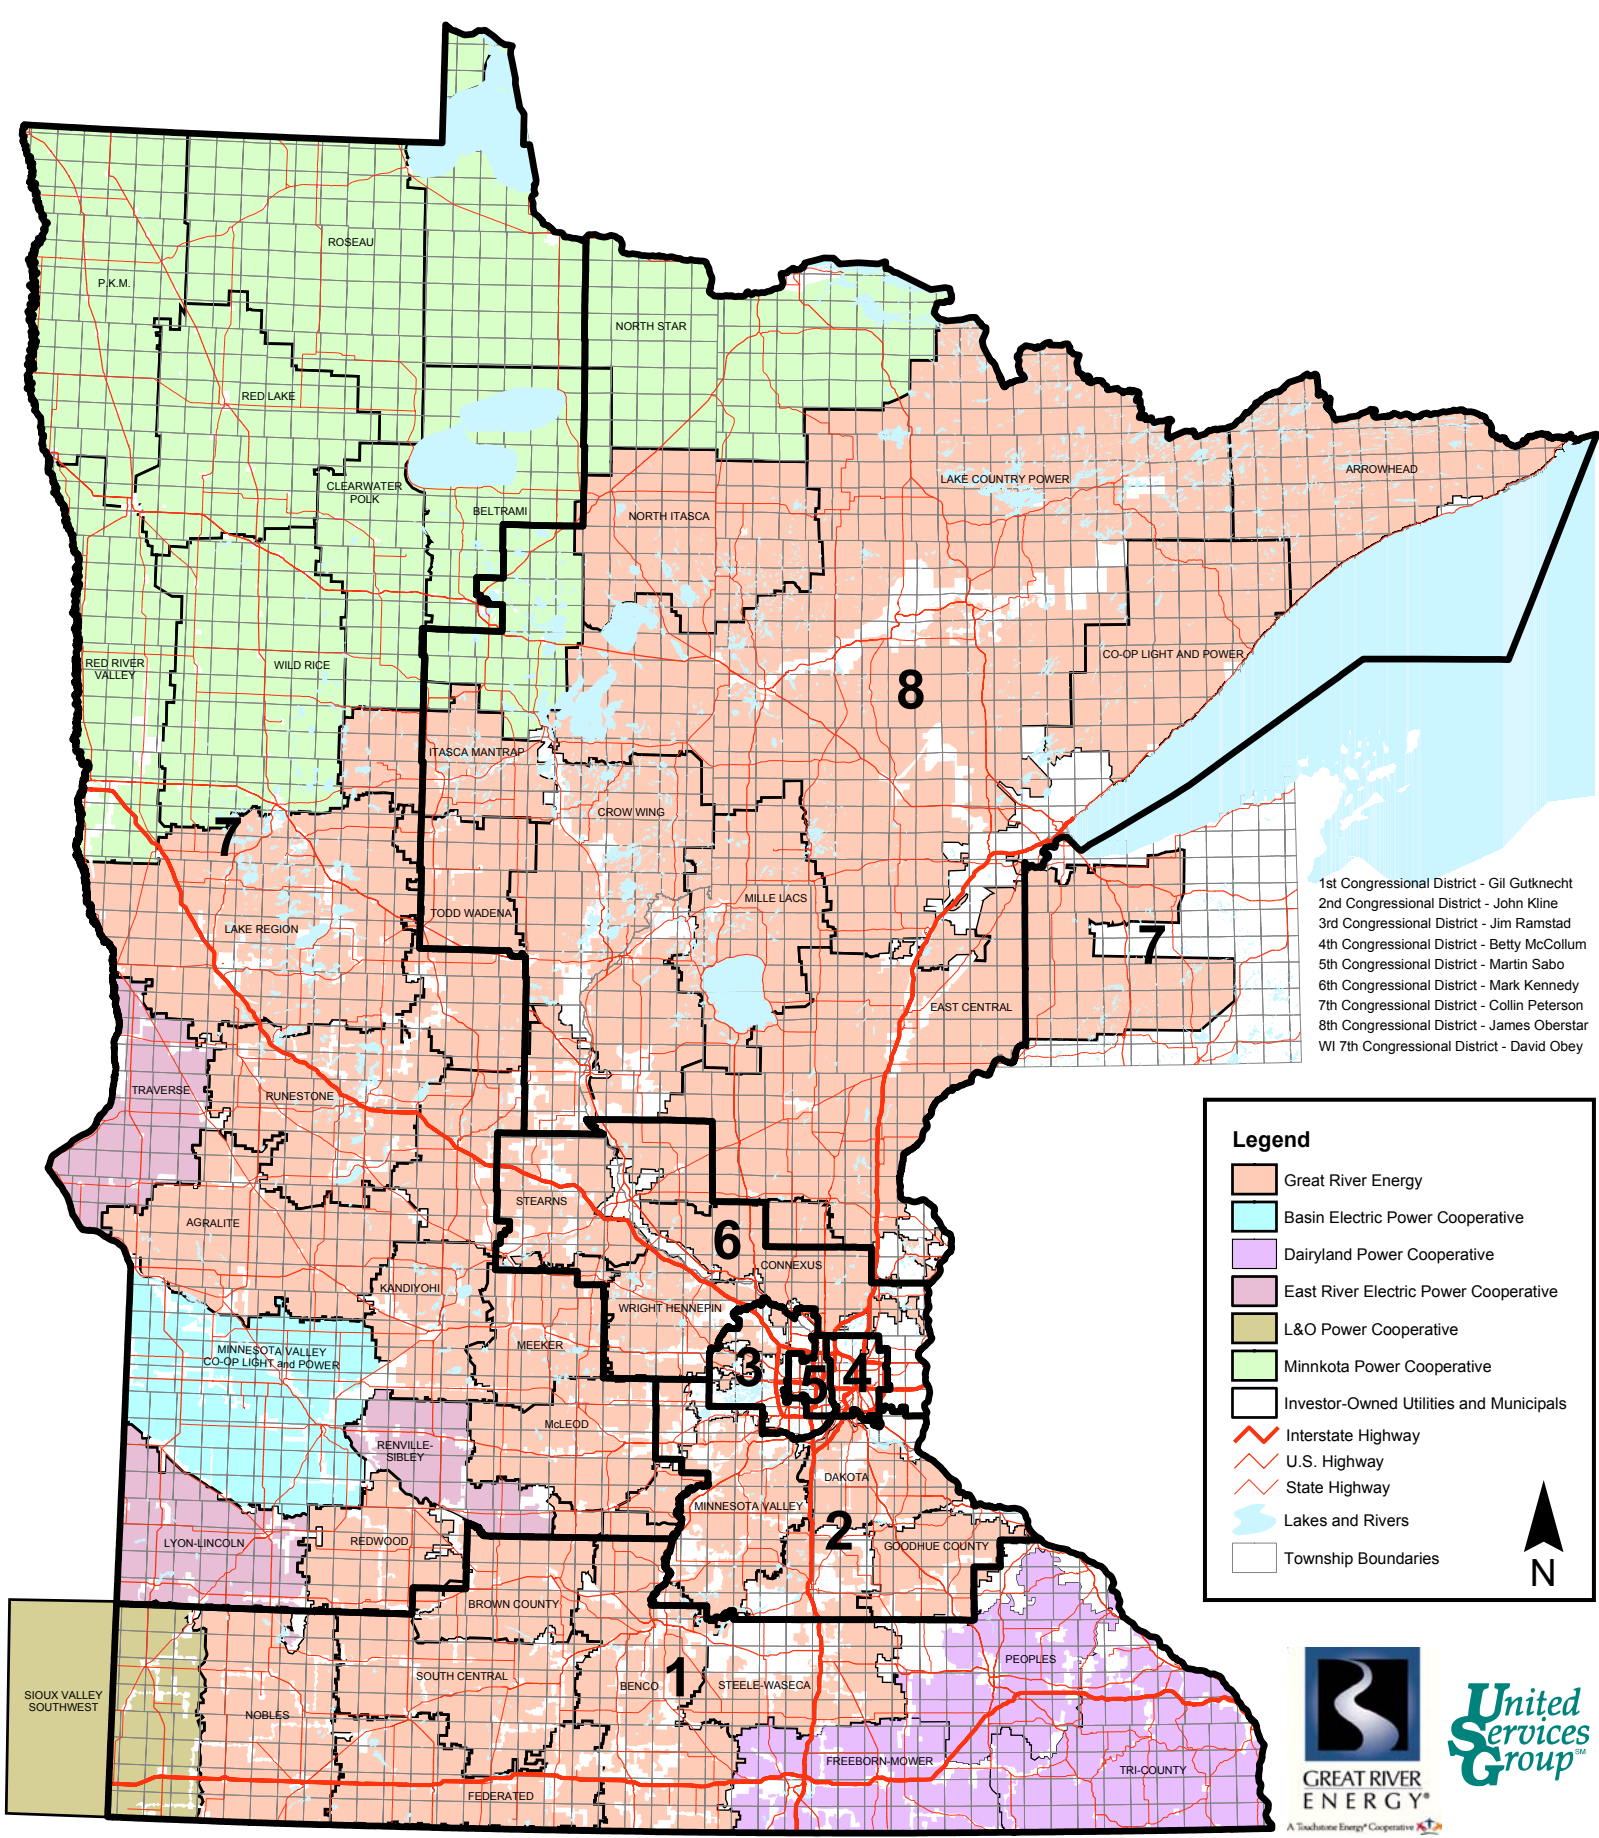 ROSEAU
P.K.M.
NORTH STAR
RED LAKE
ARROWHEAD
LAKE COUNTRY POWER
CLEARWATER
POLK
BELTRAMI
NORTH ITASCA
CO-OP LIGHT AND POWER
RED RIVER
VALLEY
WILD RICE
8
ITASCA MANTRAP
CROW WING
7
MILLE LACS
TODD WADENA
LAKE REGION
7
EAST CENTRAL
1st Congressional District - Gil Gutknecht
2nd Congressional District - John Kline
3rd Congressional District - Jim Ramstad
4th Congressional District - Betty McCollum
5th Congressional District - Martin Sabo
6th Congressional District - Mark Kennedy
7th Congressional District - Collin Peterson
8th Congressional District - James Oberstar
WI 7th Congressional District - David Obey
TRAVERSE
RUNESTONE
STEARNS
AGRALITE
6
CONNEXUS
KANDIYOHI
WRIGHT HENNEPIN
MEEKER
MINNESOTA VALLEY
CO-OP LIGHT and POWER
3
5
4
McLEOD
RENVILLE-
SIBLEY
DAKOTA
MINNESOTA VALLEY
2
GOODHUE COUNTY
LYON-LINCOLN
REDWOOD
BROWN COUNTY
PEOPLES
1
SOUTH CENTRAL
BENCO
STEELE-WASECA
SIOUX VALLEY
SOUTHWEST
NOBLES
FREEBORN-MOWER
TRI-COUNTY
FEDERATED
Legend
Great River Energy
Basin Electric Power Cooperative
Dairyland Power Cooperative
East River Electric Power Cooperative
L&O Power Cooperative
Minnkota Power Cooperative
Investor-Owned Utilities and Municipals
Interstate Highway
U.S. Highway
State Highway
Lakes and Rivers
Township Boundaries
N
GREAT RIVER
ENERGY®
A Touchstone Energy® Cooperative
United
Services
Group SM